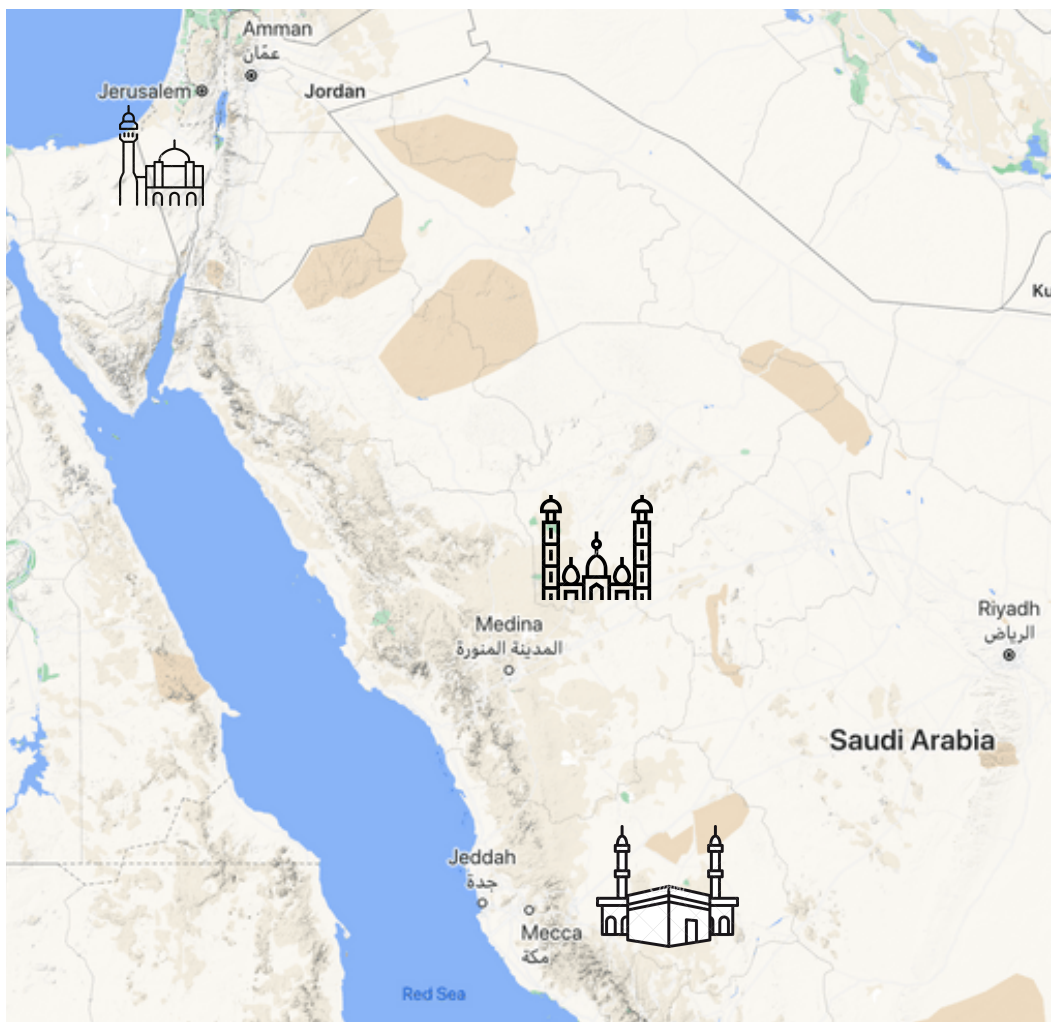 Amman
عمّان
Jerusalem
Jordan
Medina
المدينة المنورة
Riyadh
الرياض
Saudi Arabia
Jeddah
جدة
Mecca
مكة
Red Sea